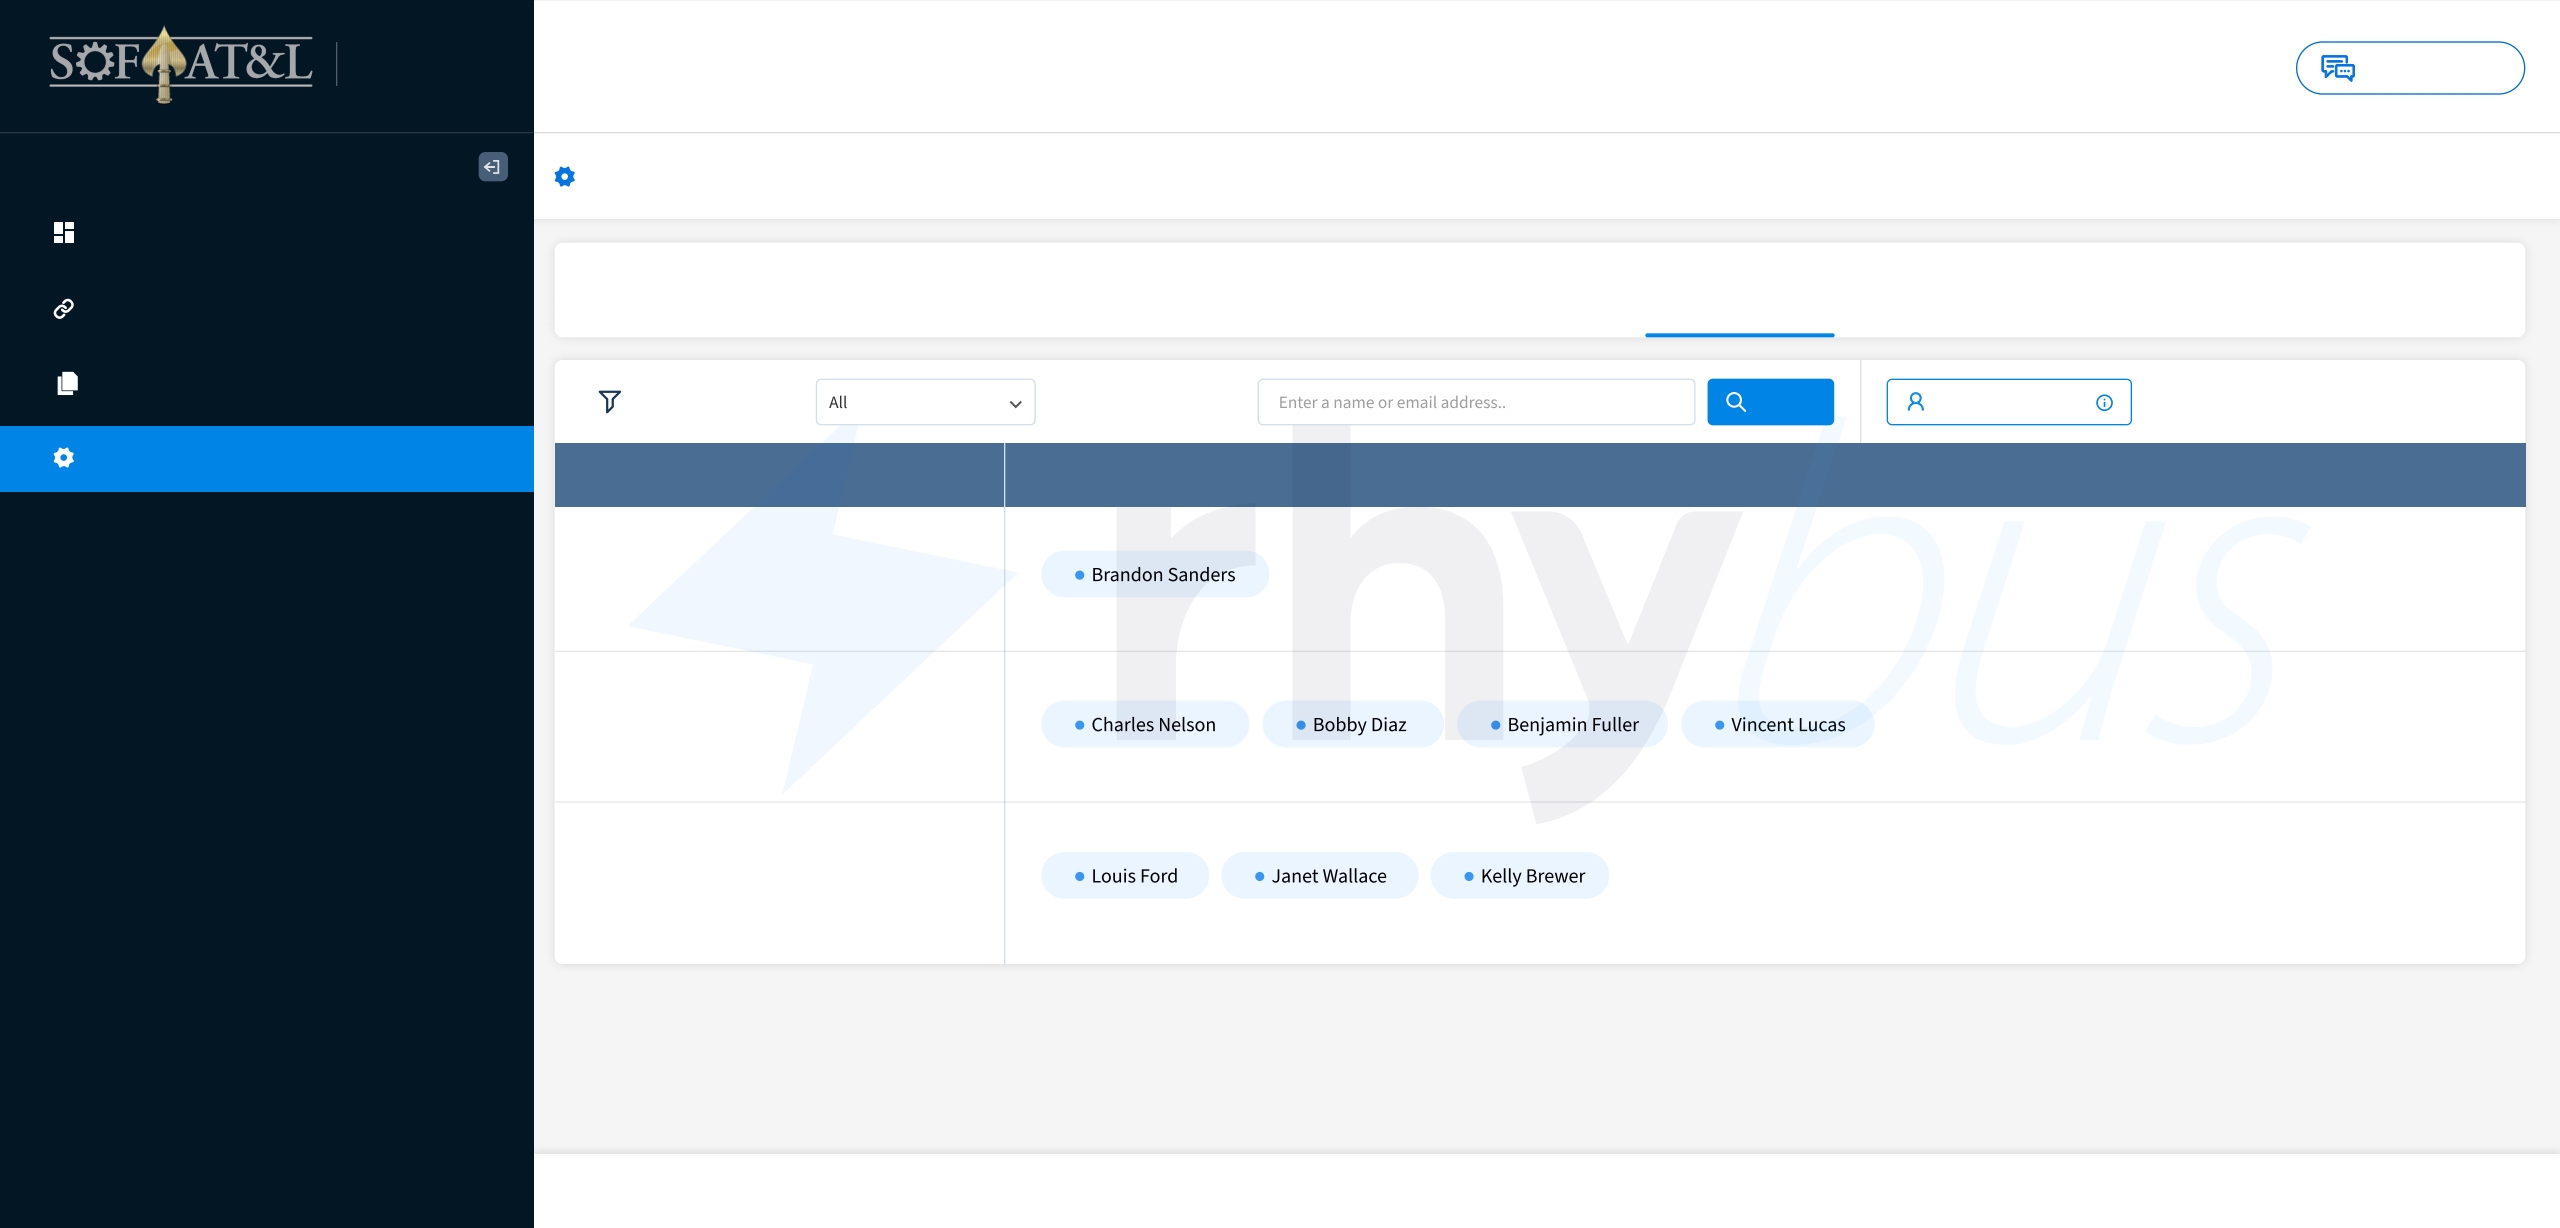 SOF AT&L
All
Enter a name or email address..
Brandon Sanders
Charles Nelson
Bobby Diaz
Benjamin Fuller
Vincent Lucas
Louis Ford
Janet Wallace
Kelly Brewer
rhybus